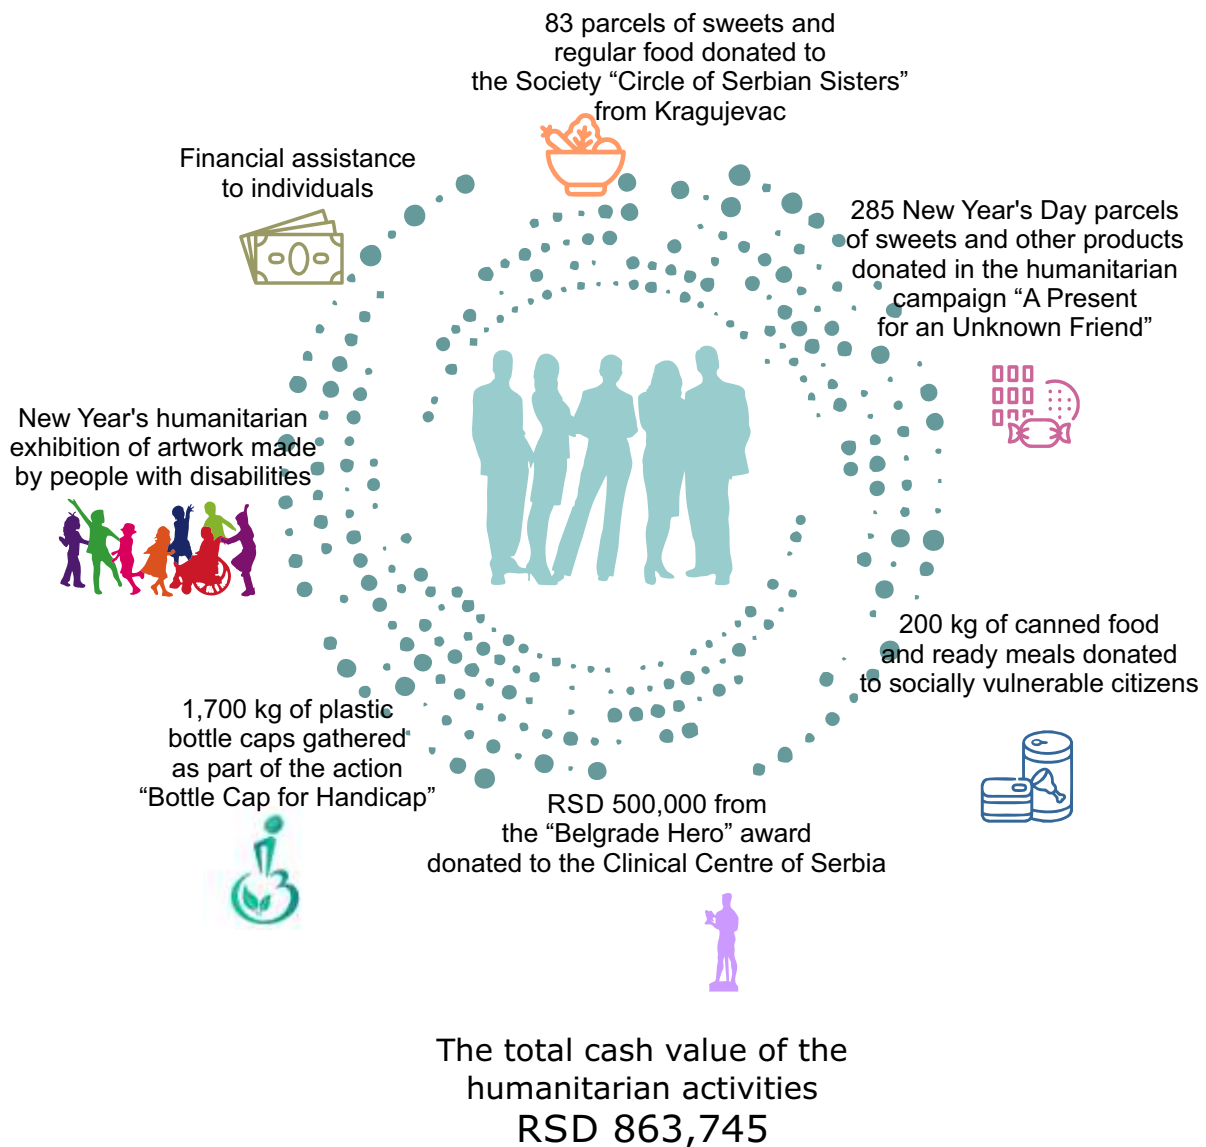 83 parcels of sweets and
regular food donated to
the Society “Circle of Serbian Sisters”
from Kragujevac
Financial assistance
to individuals
285 New Year's Day parcels
of sweets and other products
donated in the humanitarian
campaign “A Present
for an Unknown Friend”
New Year's humanitarian
exhibition of artwork made
by people with disabilities
200 kg of canned food
and ready meals donated
to socially vulnerable citizens
1,700 kg of plastic
bottle caps gathered
as part of the action
“Bottle Cap for Handicap”
RSD 500,000 from
the “Belgrade Hero” award
donated to the Clinical Centre of Serbia
The total cash value of the
humanitarian activities
RSD 863,745